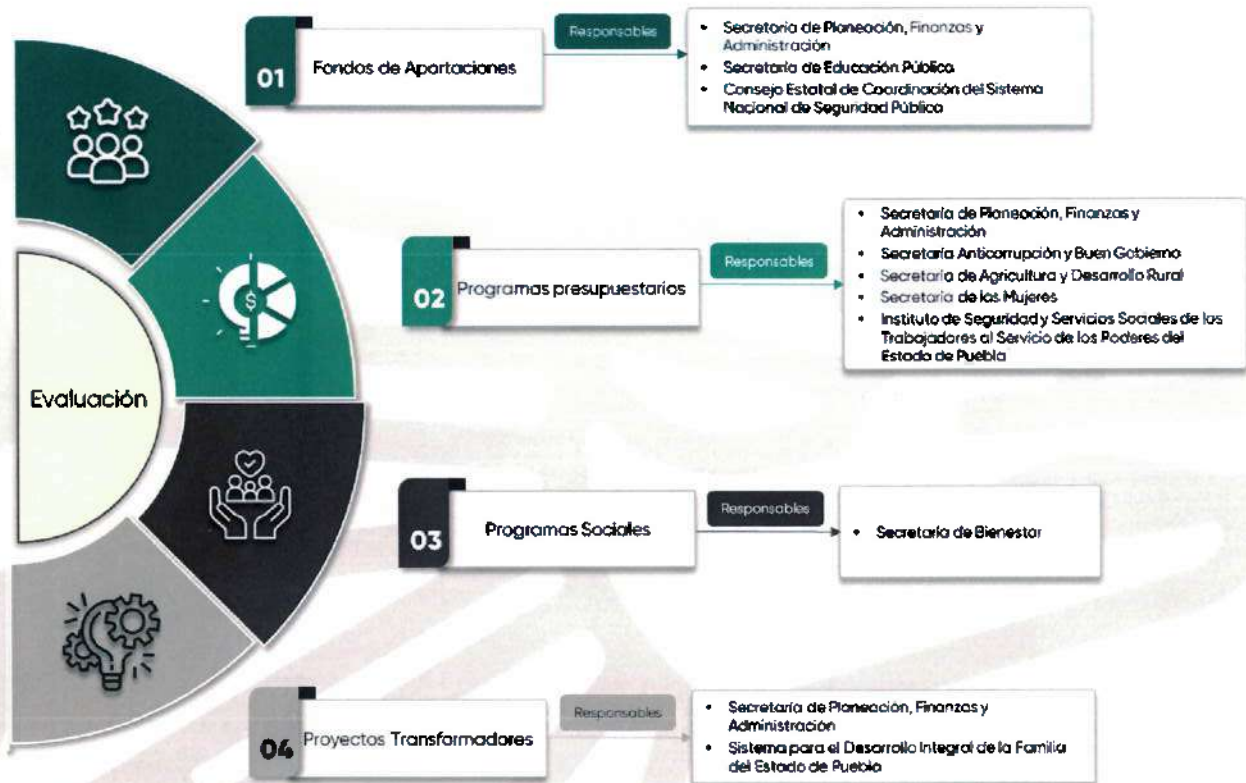 Evaluación
01
Fondos de Aportaciones
Responsables
• Secretaría de Planeación, Finanzas y
Administración
• Secretaría de Educación Pública
• Consejo Estatal de Coordinación del Sistema
Nacional de Seguridad Pública
02
Programas presupuestarios
Responsables
• Secretaría de Planeación, Finanzas y
Administración
• Secretaría Anticorrupción y Buen Gobierno
• Secretaría de Agricultura y Desarrollo Rural
• Secretaría de las Mujeres
• Instituto de Seguridad y Servicios Sociales de los
Trabajadores al Servicio de los Poderes del
Estado de Puebla
03
Programas Sociales
Responsables
• Secretaría de Bienestar
04
Proyectos Transformadores
Responsables
• Secretaría de Planeación, Finanzas y
Administración
• Sistema para el Desarrollo Integral de la Familia
del Estado de Puebla
$